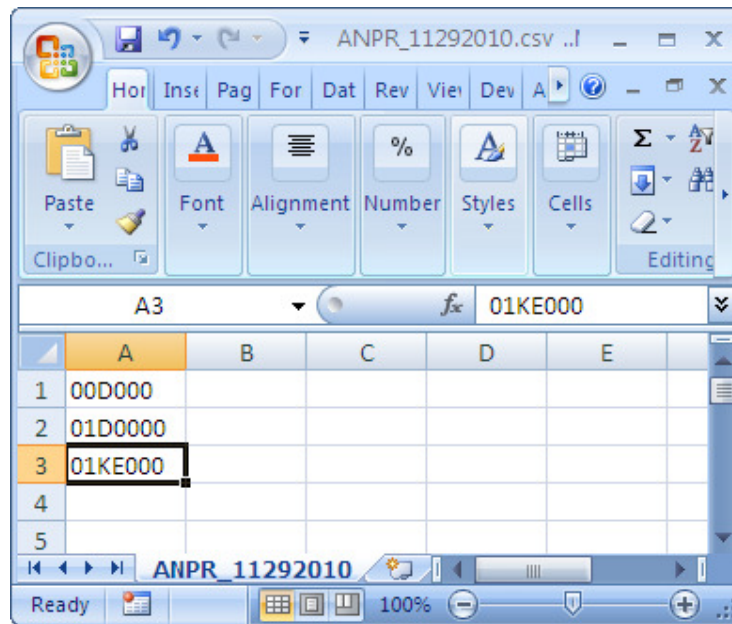 ANPR_11292010.csv ..
Hor Inse Pag For Dat Rev Viev Dev A
Paste Font Alignment Number Styles Cells
Clipbo... Editing
A3 fx 01KE000
A B C D E
1 00D000
2 01D0000
3 01KE000
4
5
ANPR_11292010
Ready 100%